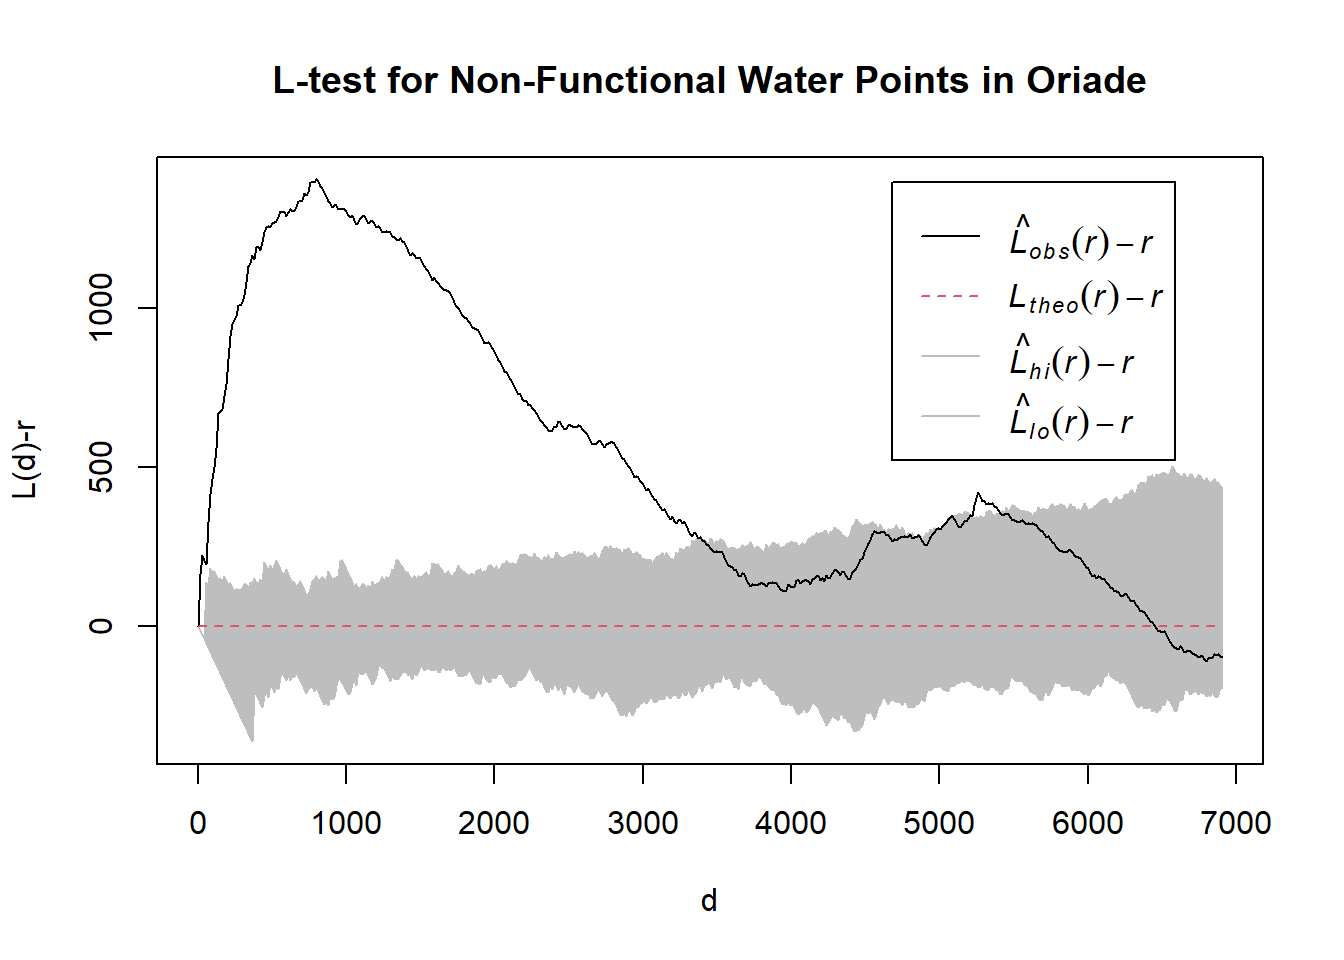 L-test for Non-Functional Water Points in Oriade
L(d)-r
1000
500
0
L̂obs(r) – r
Ltheo(r) – r
L̂hi(r) – r
L̂lo(r) – r
0 1000 2000 3000 4000 5000 6000 7000
d